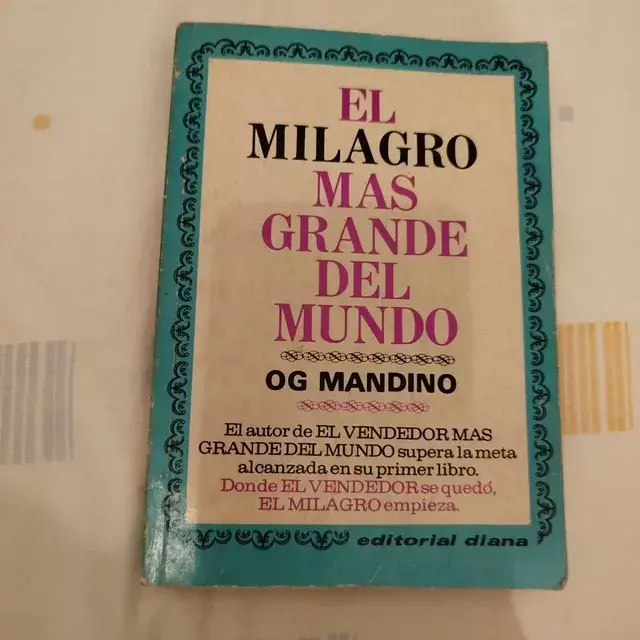 EL
MILAGRO
MAS
GRANDE
DEL
MUNDO
OG MANDINO
El autor de EL VENDEDOR MAS
GRANDE DEL MUNDO supera la meta
alcanzada en su primer libro.
Donde EL VENDEDOR se quedó,
EL MILAGRO empieza.
editorial diana